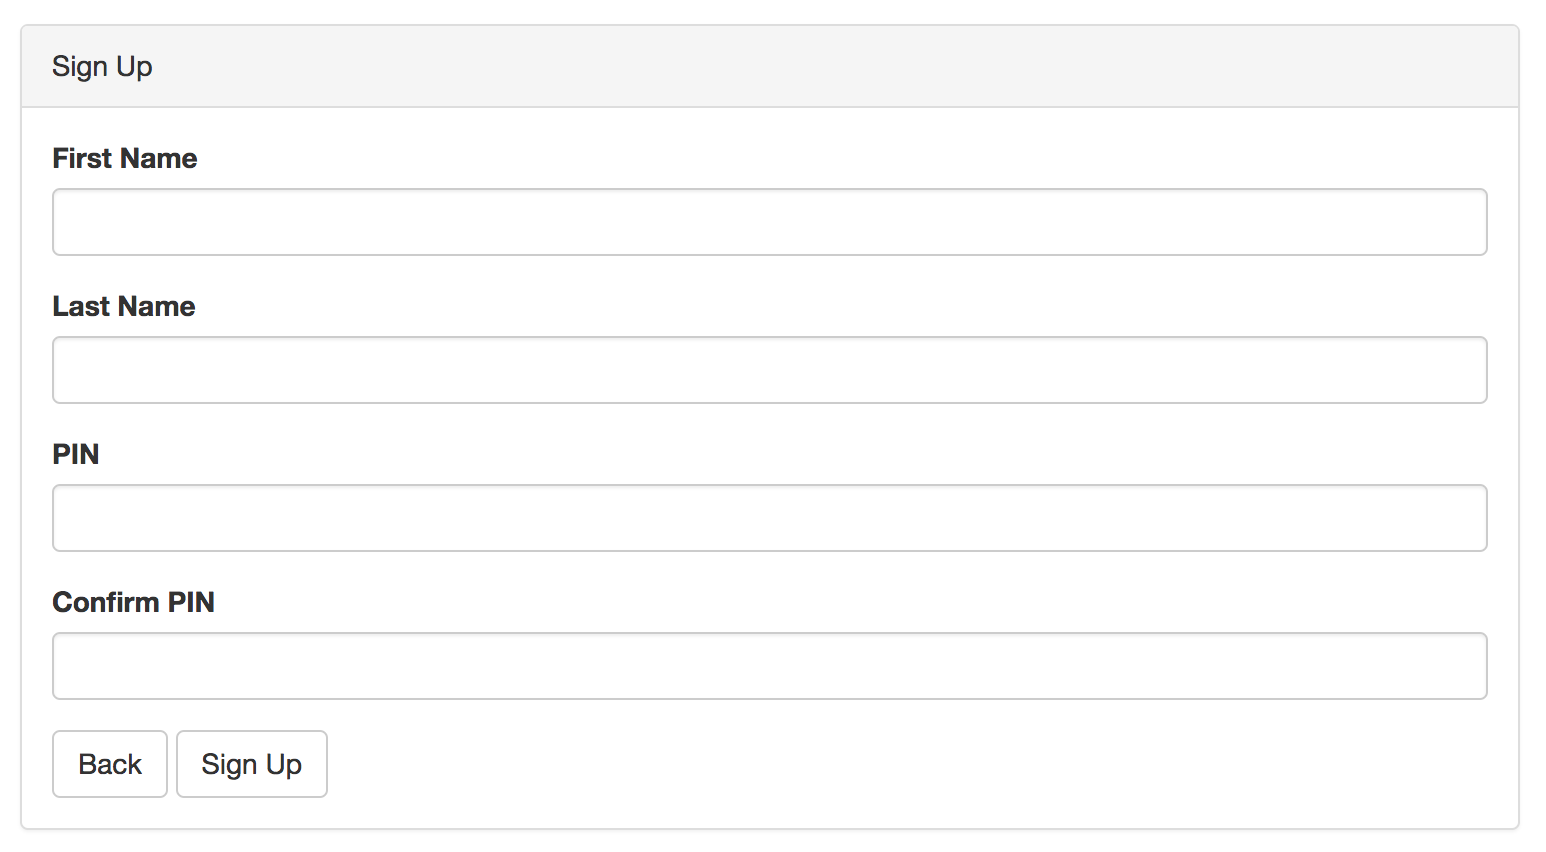 Sign Up
First Name
Last Name
PIN
Confirm PIN
Back Sign Up